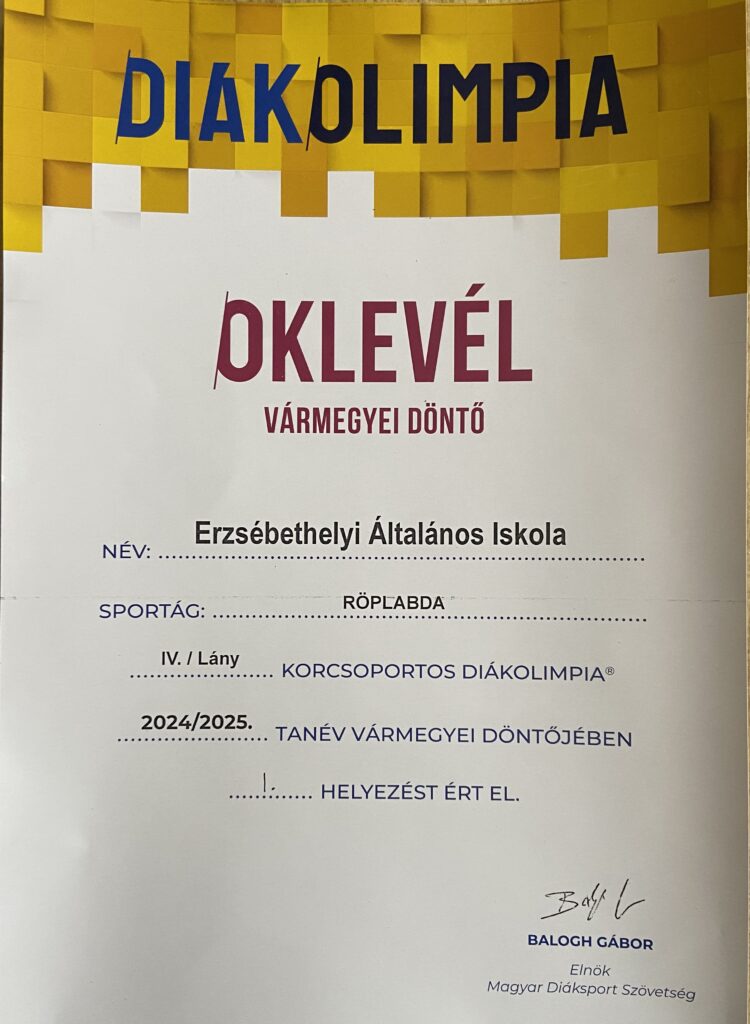 DIÁKOLIMPIA
OKLEVÉL
VÁRMEGYEI DÖNTŐ
NÉV: Erzsébethelyi Általános Iskola
SPORTÁG: RÖPLABDA
IV. / Lány KORCSOPORTOS DIÁKOLIMPIA®
2024/2025. TANÉV VÁRMEGYEI DÖNTŐJÉBEN
I. HELYEZÉST ÉRT EL.
BALOGH GÁBOR
Elnök
Magyar Diáksport Szövetség